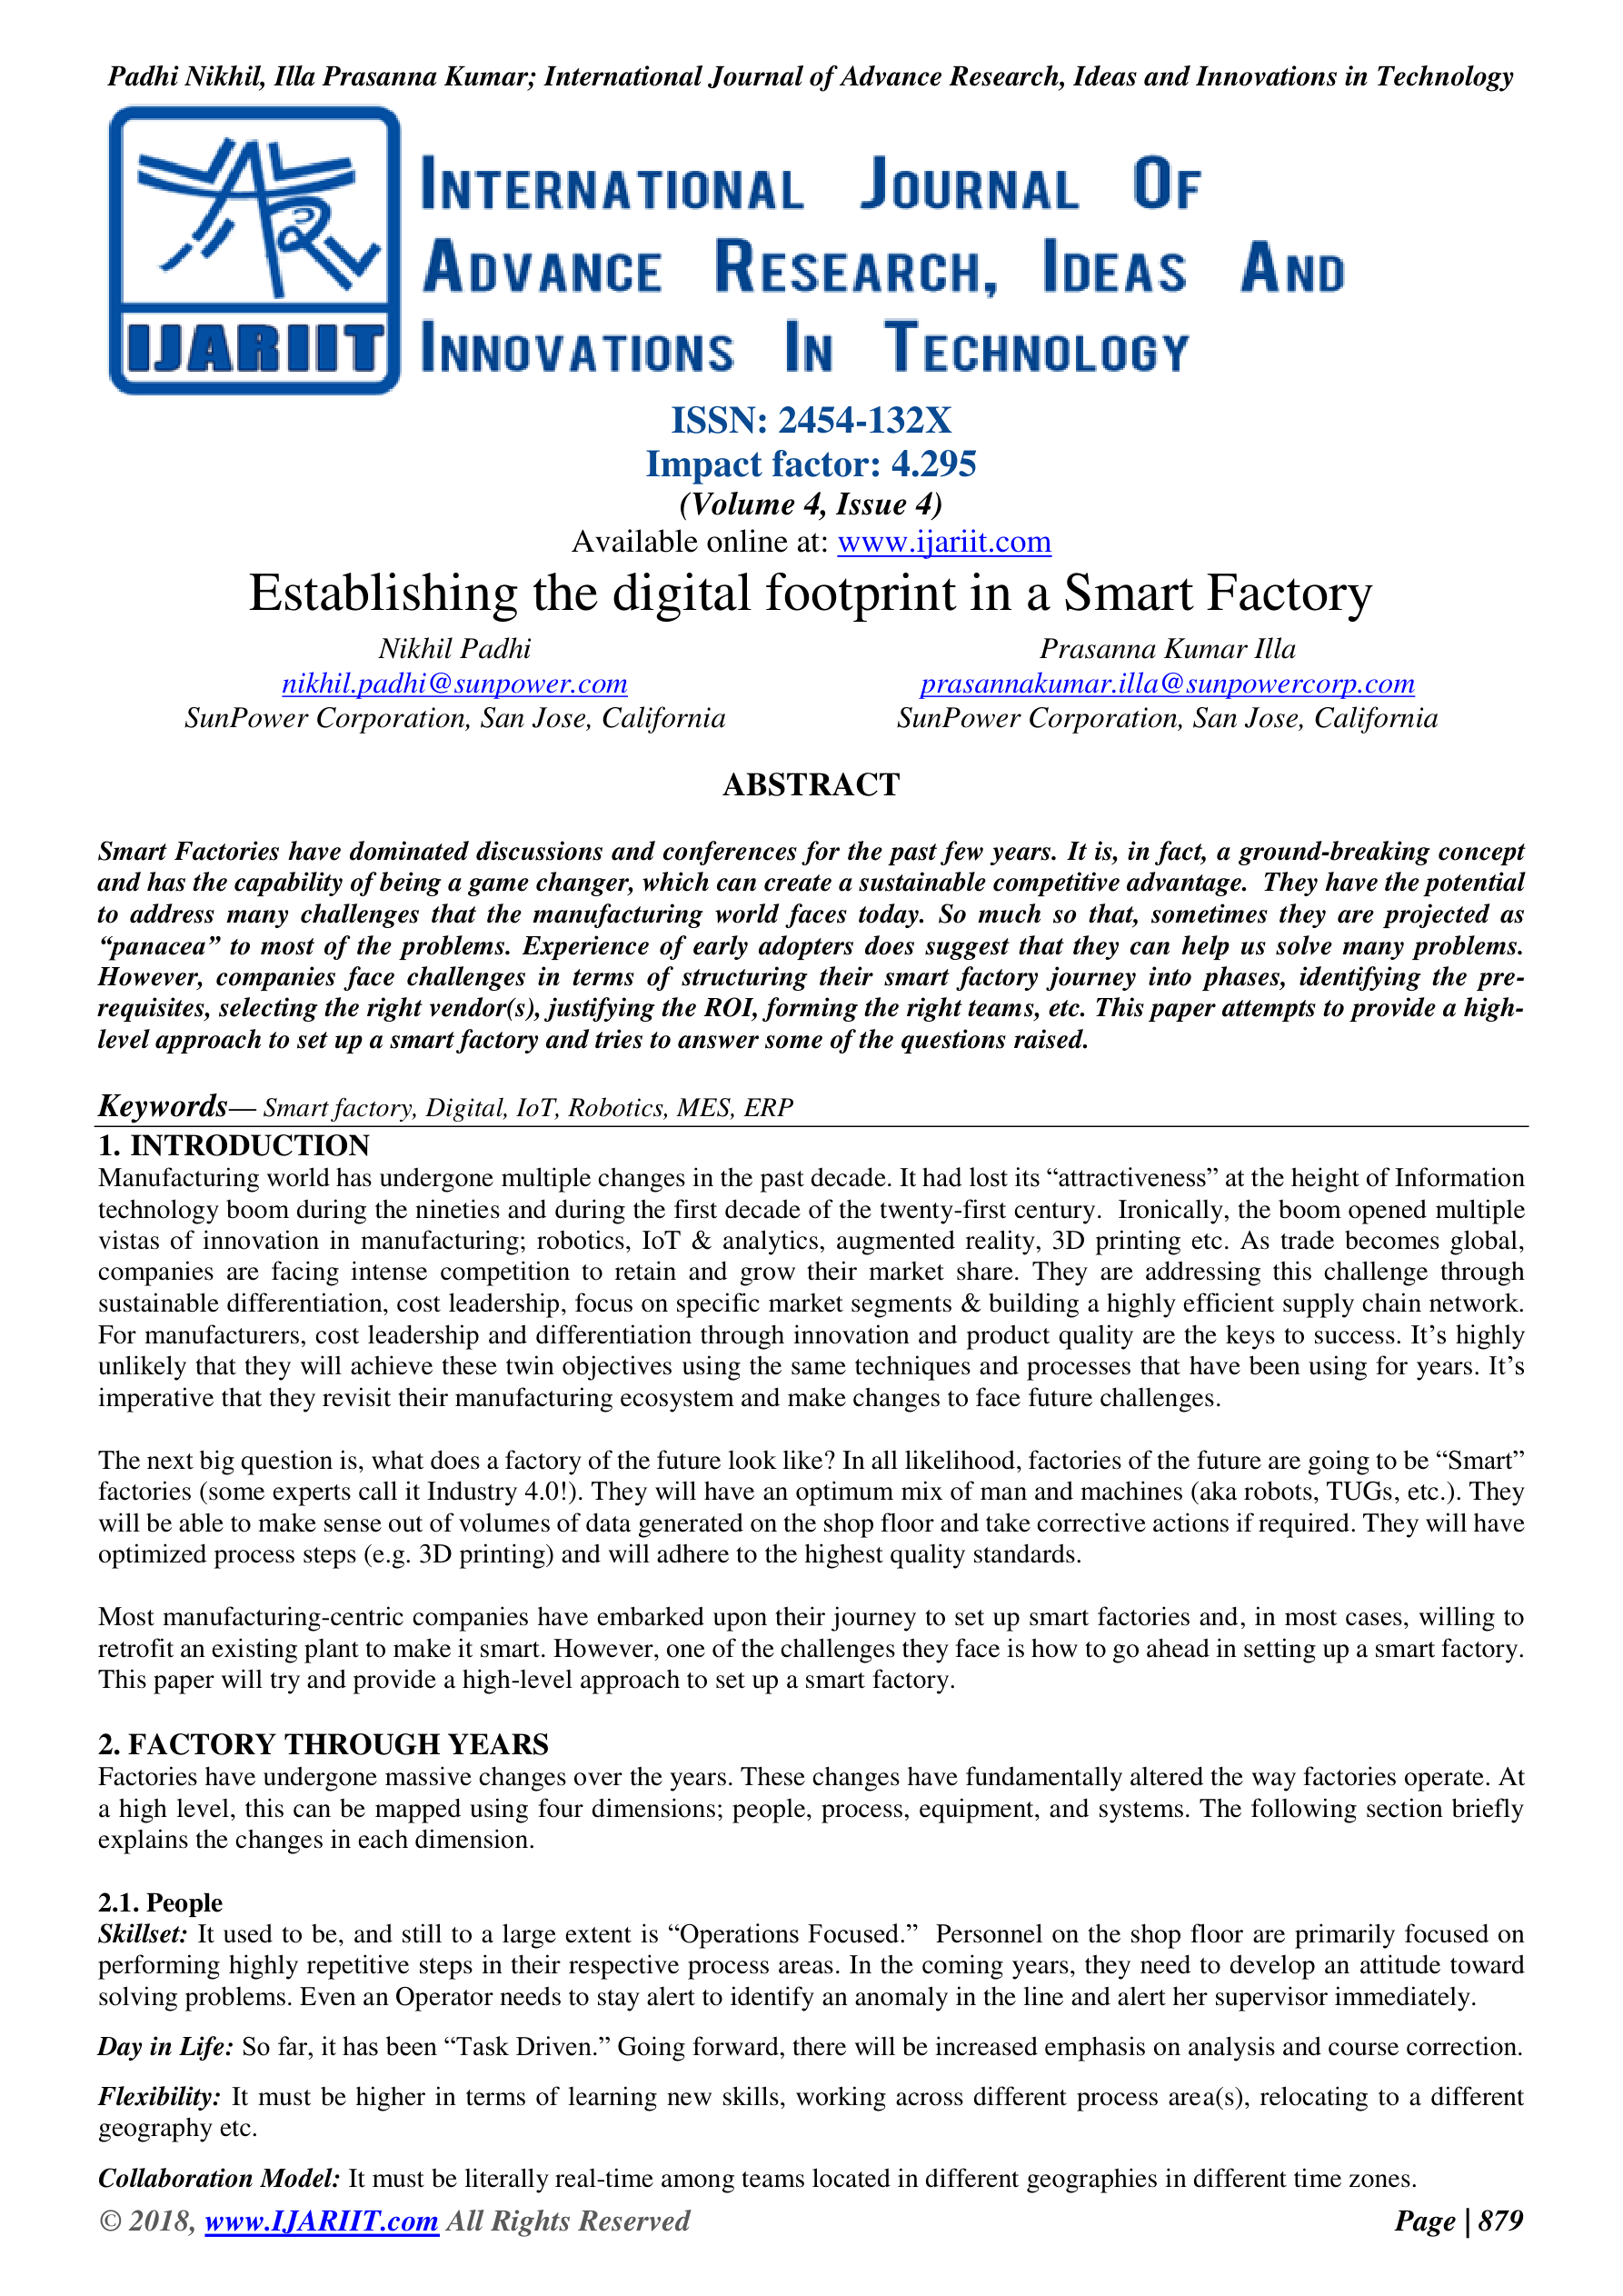 Padhi Nikhil, Illa Prasanna Kumar; International Journal of Advance Research, Ideas and Innovations in Technology
IJARIIT
International Journal Of
Advance Research, Ideas And
Innovations In Technology
ISSN: 2454-132X
Impact factor: 4.295
(Volume 4, Issue 4)
Available online at: www.ijariit.com
Establishing the digital footprint in a Smart Factory
Nikhil Padhi
nikhil.padhi@sunpower.com
SunPower Corporation, San Jose, California
Prasanna Kumar Illa
prasannakumar.illa@sunpowercorp.com
SunPower Corporation, San Jose, California
ABSTRACT
Smart Factories have dominated discussions and conferences for the past few years. It is, in fact, a ground-breaking concept
and has the capability of being a game changer, which can create a sustainable competitive advantage. They have the potential
to address many challenges that the manufacturing world faces today. So much so that, sometimes they are projected as
“panacea” to most of the problems. Experience of early adopters does suggest that they can help us solve many problems.
However, companies face challenges in terms of structuring their smart factory journey into phases, identifying the pre-
requisites, selecting the right vendor(s), justifying the ROI, forming the right teams, etc. This paper attempts to provide a high-
level approach to set up a smart factory and tries to answer some of the questions raised.
Keywords— Smart factory, Digital, IoT, Robotics, MES, ERP
1. INTRODUCTION
Manufacturing world has undergone multiple changes in the past decade. It had lost its “attractiveness” at the height of Information
technology boom during the nineties and during the first decade of the twenty-first century. Ironically, the boom opened multiple
vistas of innovation in manufacturing; robotics, IoT & analytics, augmented reality, 3D printing etc. As trade becomes global,
companies are facing intense competition to retain and grow their market share. They are addressing this challenge through
sustainable differentiation, cost leadership, focus on specific market segments & building a highly efficient supply chain network.
For manufacturers, cost leadership and differentiation through innovation and product quality are the keys to success. It’s highly
unlikely that they will achieve these twin objectives using the same techniques and processes that have been using for years. It’s
imperative that they revisit their manufacturing ecosystem and make changes to face future challenges.
The next big question is, what does a factory of the future look like? In all likelihood, factories of the future are going to be “Smart”
factories (some experts call it Industry 4.0!). They will have an optimum mix of man and machines (aka robots, TUGs, etc.). They
will be able to make sense out of volumes of data generated on the shop floor and take corrective actions if required. They will have
optimized process steps (e.g. 3D printing) and will adhere to the highest quality standards.
Most manufacturing-centric companies have embarked upon their journey to set up smart factories and, in most cases, willing to
retrofit an existing plant to make it smart. However, one of the challenges they face is how to go ahead in setting up a smart factory.
This paper will try and provide a high-level approach to set up a smart factory.
2. FACTORY THROUGH YEARS
Factories have undergone massive changes over the years. These changes have fundamentally altered the way factories operate. At
a high level, this can be mapped using four dimensions; people, process, equipment, and systems. The following section briefly
explains the changes in each dimension.
2.1. People
Skillset: It used to be, and still to a large extent is “Operations Focused.” Personnel on the shop floor are primarily focused on
performing highly repetitive steps in their respective process areas. In the coming years, they need to develop an attitude toward
solving problems. Even an Operator needs to stay alert to identify an anomaly in the line and alert her supervisor immediately.
Day in Life: So far, it has been “Task Driven.” Going forward, there will be increased emphasis on analysis and course correction.
Flexibility: It must be higher in terms of learning new skills, working across different process area(s), relocating to a different
geography etc.
Collaboration Model: It must be literally real-time among teams located in different geographies in different time zones.
© 2018, www.IJARIIT.com All Rights Reserved
Page | 879